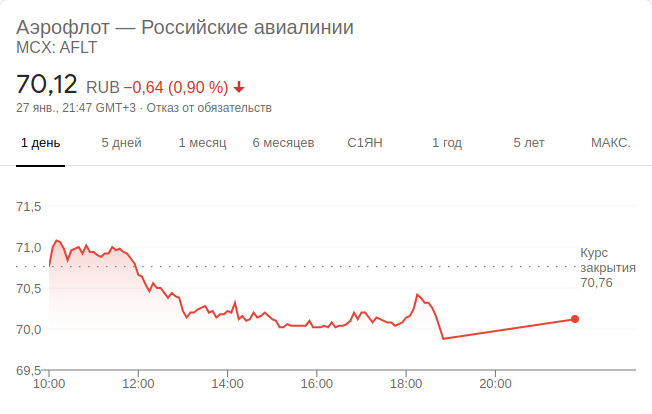 Аэрофлот — Российские авиалинии
MCX: AFLT
70,12 RUB −0,64 (0,90 %)
27 янв., 21:47 GMT+3 · Отказ от обязательств
1 день 5 дней 1 месяц 6 месяцев С1ЯН 1 год 5 лет МАКС.
71,5
71,0
Курс
закрытия
70,76
70,5
70,0
69,5
10:00 12:00 14:00 16:00 18:00 20:00